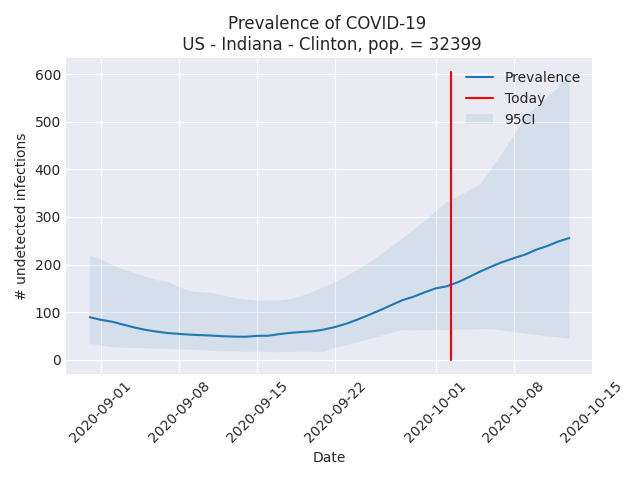 Prevalence of COVID-19
US - Indiana - Clinton, pop. = 32399
Prevalence
Today
95CI
600
500
400
300
200
100
0
# undetected infections
2020-09-01
2020-09-08
2020-09-15
2020-09-22
2020-10-01
2020-10-08
2020-10-15
Date